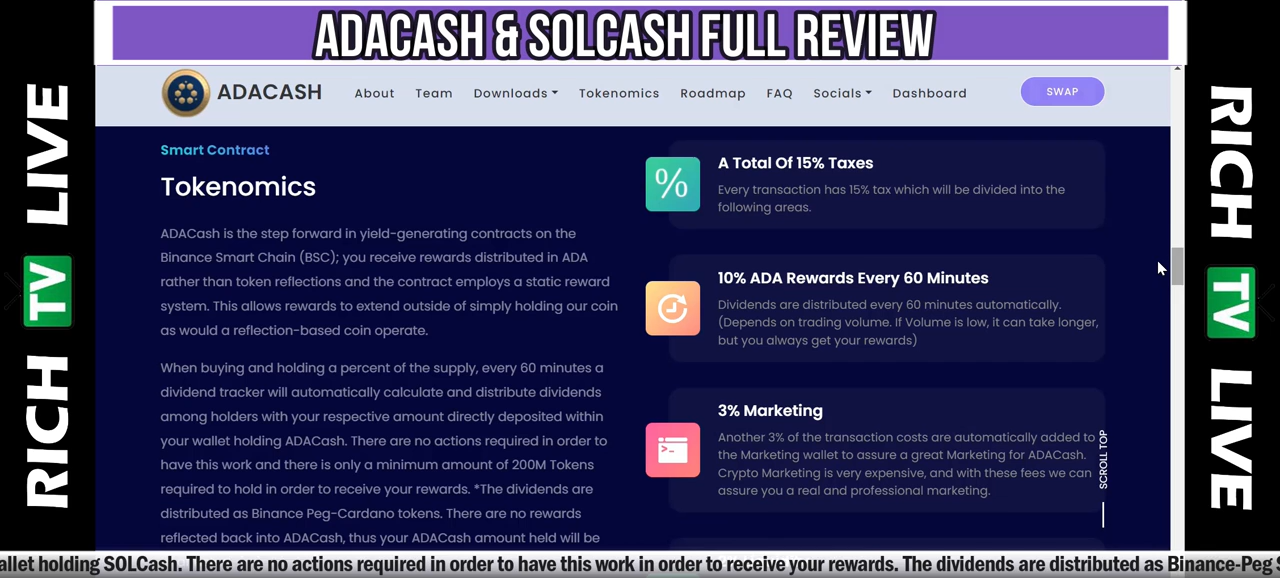 ADACASH & SOLCASH FULL REVIEW
RICH TV LIVE
ADACASH
About Team Downloads Tokenomics Roadmap FAQ Socials Dashboard
SWAP
Smart Contract
Tokenomics
ADACash is the step forward in yield-generating contracts on the
Binance Smart Chain (BSC); you receive rewards distributed in ADA
rather than token reflections and the contract employs a static reward
system. This allows rewards to extend outside of simply holding our coin
as would a reflection-based coin operate.
When buying and holding a percent of the supply, every 60 minutes a
dividend tracker will automatically calculate and distribute dividends
among holders with your respective amount directly deposited within
your wallet holding ADACash. There are no actions required in order to
have this work and there is only a minimum amount of 200M Tokens
required to hold in order to receive your rewards. *The dividends are
distributed as Binance Peg-Cardano tokens. There are no rewards
reflected back into ADACash, thus your ADACash amount held will be
%
A Total Of 15% Taxes
Every transaction has 15% tax which will be divided into the
following areas.
10% ADA Rewards Every 60 Minutes
Dividends are distributed every 60 minutes automatically.
(Depends on trading volume. If Volume is low, it can take longer,
but you always get your rewards)
3% Marketing
Another 3% of the transaction costs are automatically added to
the Marketing wallet to assure a great Marketing for ADACash.
Crypto Marketing is very expensive, and with these fees we can
assure you a real and professional marketing.
SCROLL TOP
RICH TV LIVE
allet holding SOLCash. There are no actions required in order to have this work in order to receive your rewards. The dividends are distributed as Binance-Peg S